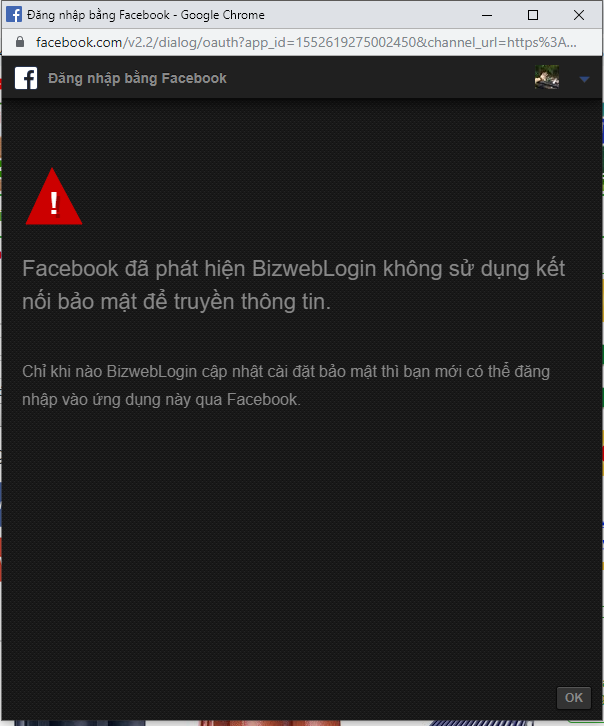 Đăng nhập bằng Facebook - Google Chrome
facebook.com/v2.2/dialog/oauth?app_id=1552619275002450&channel_url=https%3A...
Đăng nhập bằng Facebook
!
Facebook đã phát hiện BizwebLogin không sử dụng kết
nối bảo mật để truyền thông tin.
Chỉ khi nào BizwebLogin cập nhật cài đặt bảo mật thì bạn mới có thể đăng
nhập vào ứng dụng này qua Facebook.
OK